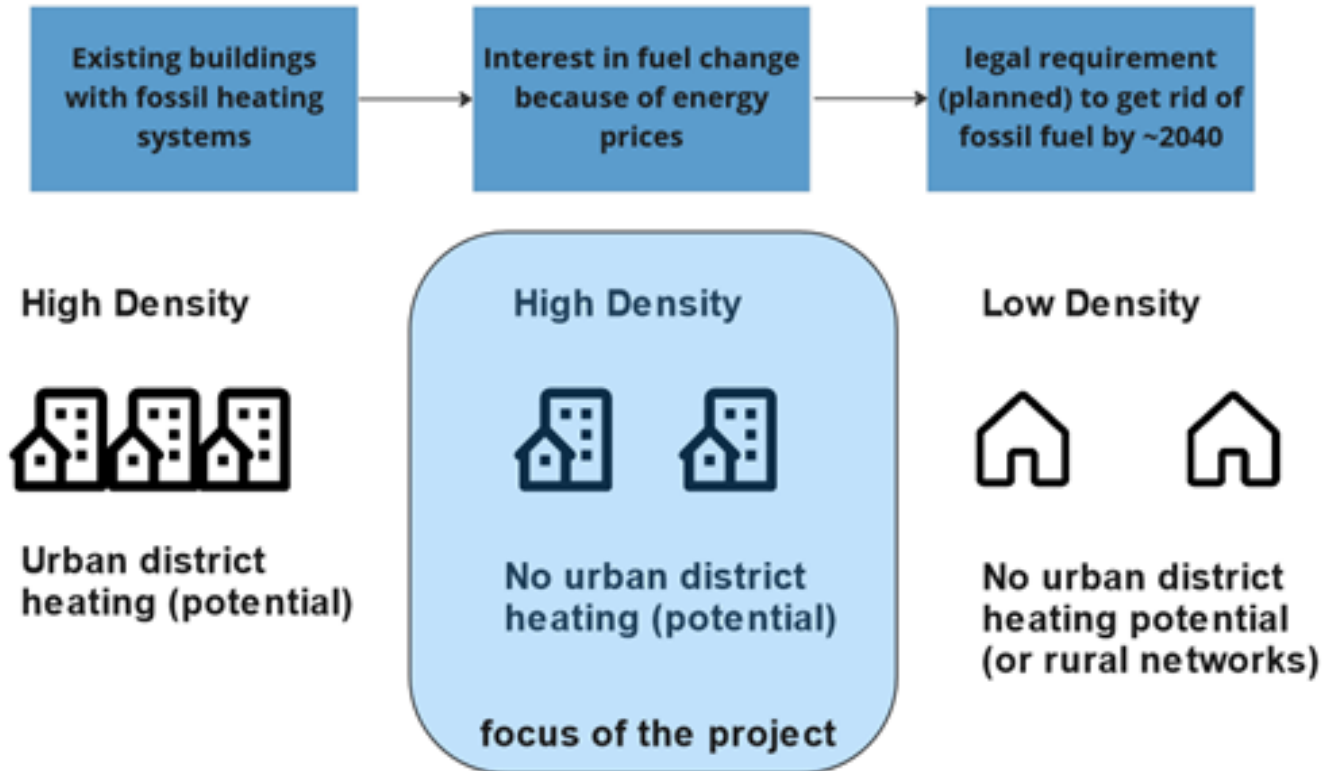 Existing buildings
with fossil heating
systems
Interest in fuel change
because of energy
prices
legal requirement
(planned) to get rid of
fossil fuel by ~2040
High Density
Urban district
heating (potential)
High Density
No urban district
heating (potential)
focus of the project
Low Density
No urban district
heating potential
(or rural networks)